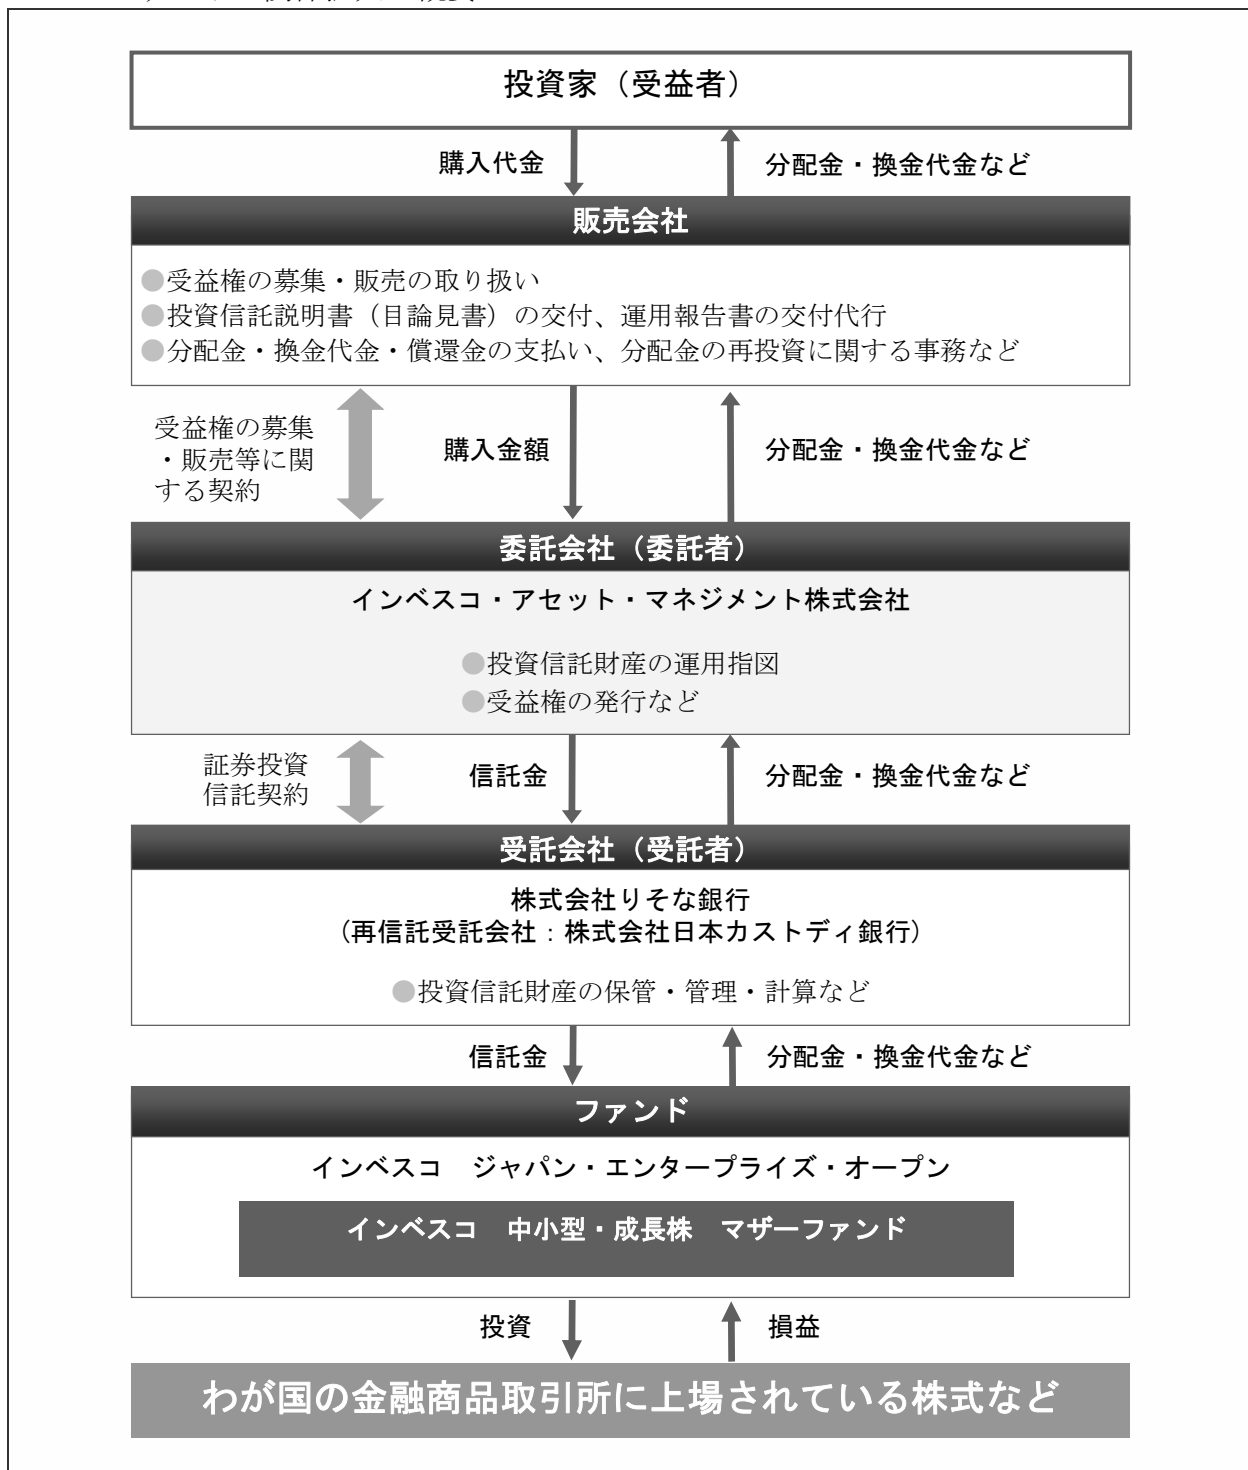 投資家（受益者）
購入代金
分配金・換金代金など
販売会社
●受益権の募集・販売の取り扱い
●投資信託説明書（目論見書）の交付、運用報告書の交付代行
●分配金・換金代金・償還金の支払い、分配金の再投資に関する事務など
受益権の募集
・販売等に関
する契約
購入金額
分配金・換金代金など
委託会社（委託者）
インベスコ・アセット・マネジメント株式会社
●投資信託財産の運用指図
●受益権の発行など
証券投資
信託契約
信託金
分配金・換金代金など
受託会社（受託者）
株式会社りそな銀行
（再信託受託会社：株式会社日本カストディ銀行）
●投資信託財産の保管・管理・計算など
信託金
分配金・換金代金など
ファンド
インベスコ　ジャパン・エンタープライズ・オープン
インベスコ　中小型・成長株　マザーファンド
投資
損益
わが国の金融商品取引所に上場されている株式など